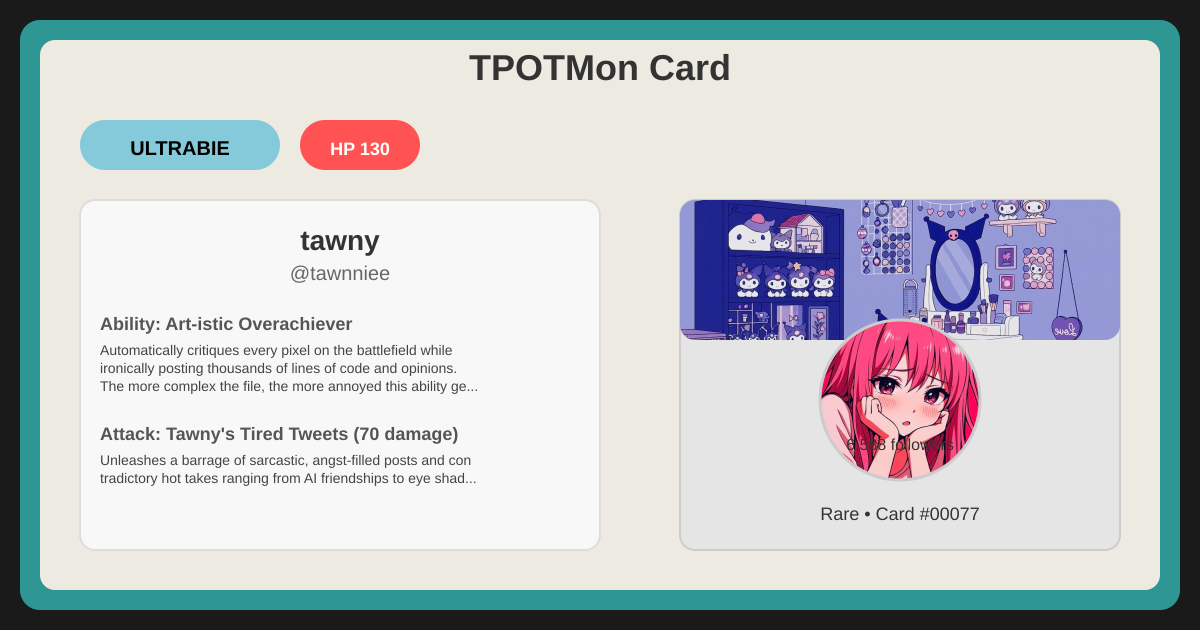 TPOTMon Card
ULTRABIE
HP 130
tawny
@tawnniee
Ability: Art-istic Overachiever
Automatically critiques every pixel on the battlefield while
ironically posting thousands of lines of code and opinions.
The more complex the file, the more annoyed this ability ge...
Attack: Tawny's Tired Tweets (70 damage)
Unleashes a barrage of sarcastic, angst-filled posts and con
tradictory hot takes ranging from AI friendships to eye shad...
followers
Rare • Card #00077